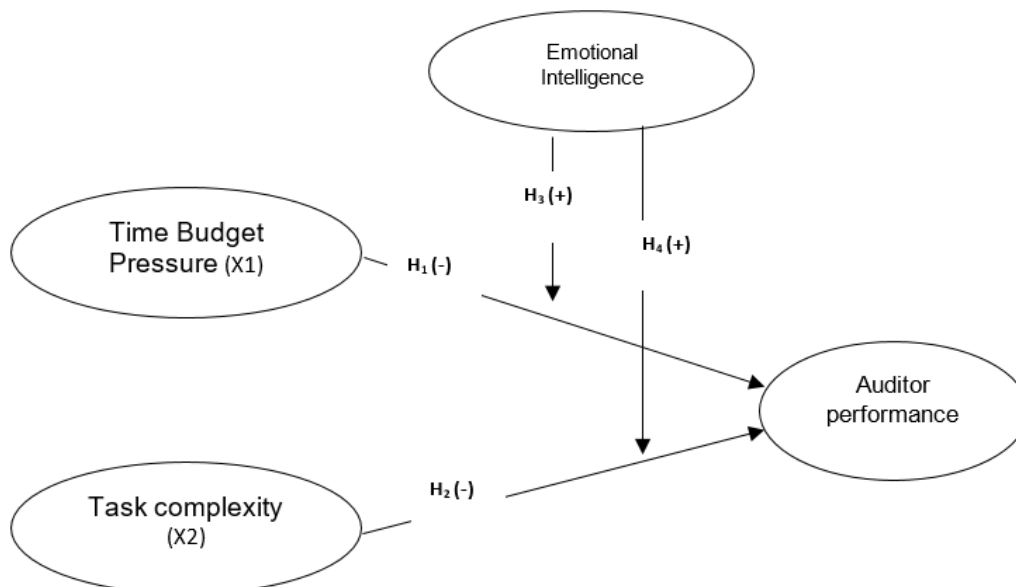 Emotional
Intelligence
H₃ (+)
Time Budget
Pressure (X1)
H₄ (+)
H₁ (-)
Auditor
performance
H₂ (-)
Task complexity
(X2)